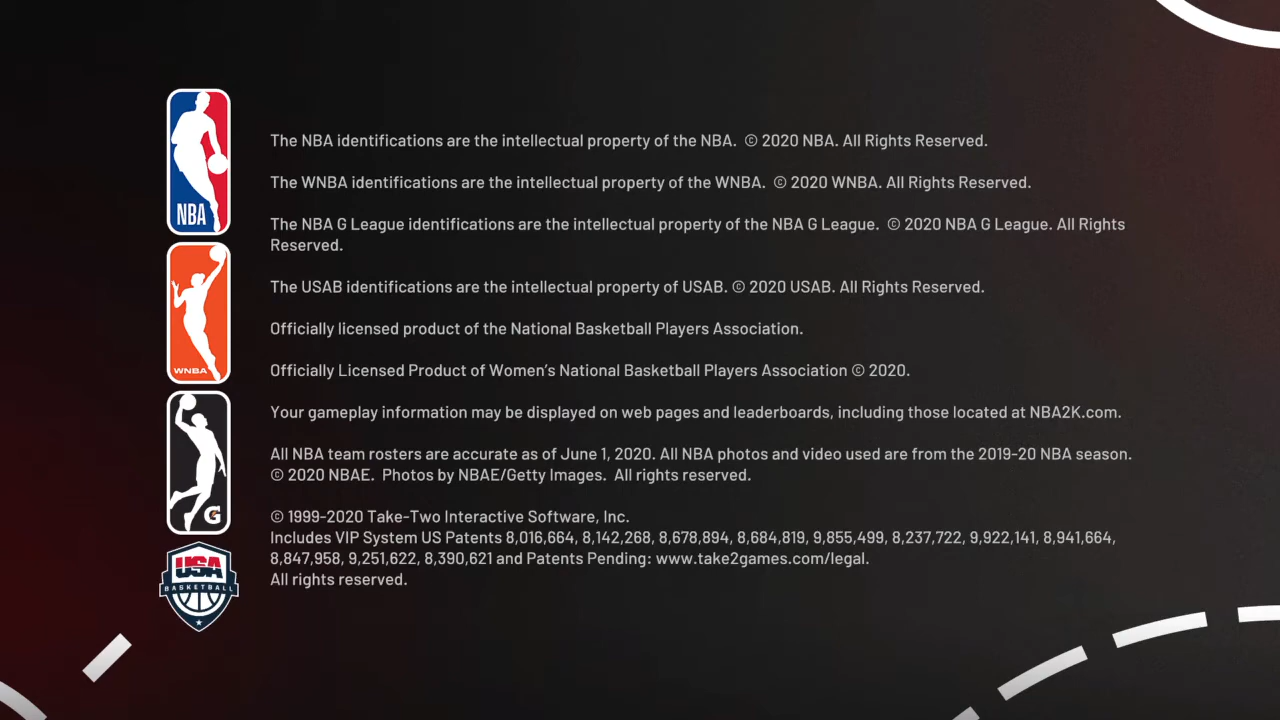 The NBA identifications are the intellectual property of the NBA.  © 2020 NBA. All Rights Reserved.
The WNBA identifications are the intellectual property of the WNBA.  © 2020 WNBA. All Rights Reserved.
The NBA G League identifications are the intellectual property of the NBA G League.  © 2020 NBA G League. All Rights
Reserved.
The USAB identifications are the intellectual property of USAB. © 2020 USAB. All Rights Reserved.
Officially licensed product of the National Basketball Players Association.
Officially Licensed Product of Women’s National Basketball Players Association © 2020.
Your gameplay information may be displayed on web pages and leaderboards, including those located at NBA2K.com.
All NBA team rosters are accurate as of June 1, 2020. All NBA photos and video used are from the 2019-20 NBA season.
© 2020 NBAE.  Photos by NBAE/Getty Images.  All rights reserved.
© 1999-2020 Take-Two Interactive Software, Inc.
Includes VIP System US Patents 8,016,664, 8,142,268, 8,678,894, 8,684,819, 9,855,499, 8,237,722, 9,922,141, 8,941,664,
8,847,958, 9,251,622, 8,390,621 and Patents Pending: www.take2games.com/legal.
All rights reserved.
NBA
WNBA
G
USA
BASKETBALL